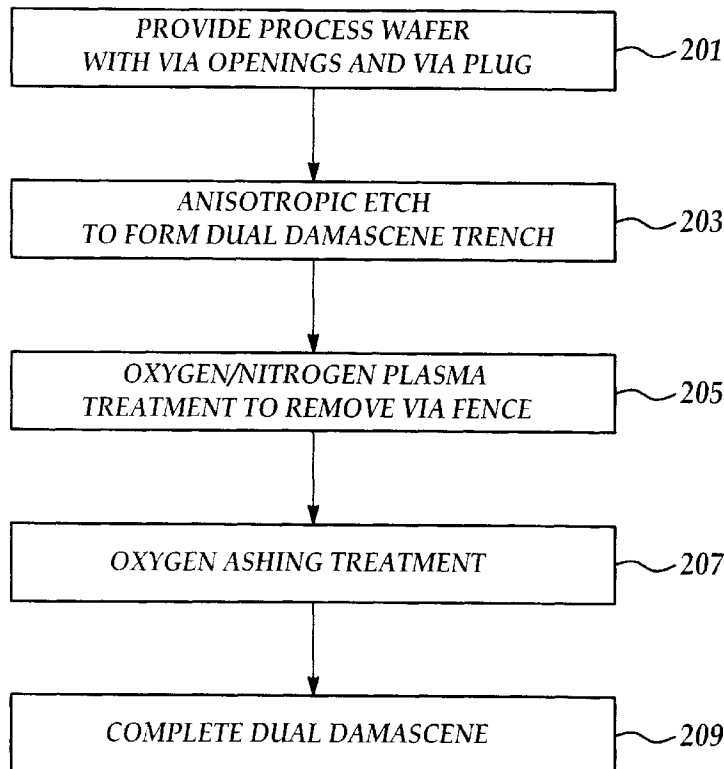 PROVIDE PROCESS WAFER
WITH VIA OPENINGS AND VIA PLUG
201
ANISOTROPIC ETCH
TO FORM DUAL DAMASCENE TRENCH
203
OXYGEN/NITROGEN PLASMA
TREATMENT TO REMOVE VIA FENCE
205
OXYGEN ASHING TREATMENT
207
COMPLETE DUAL DAMASCENE
209